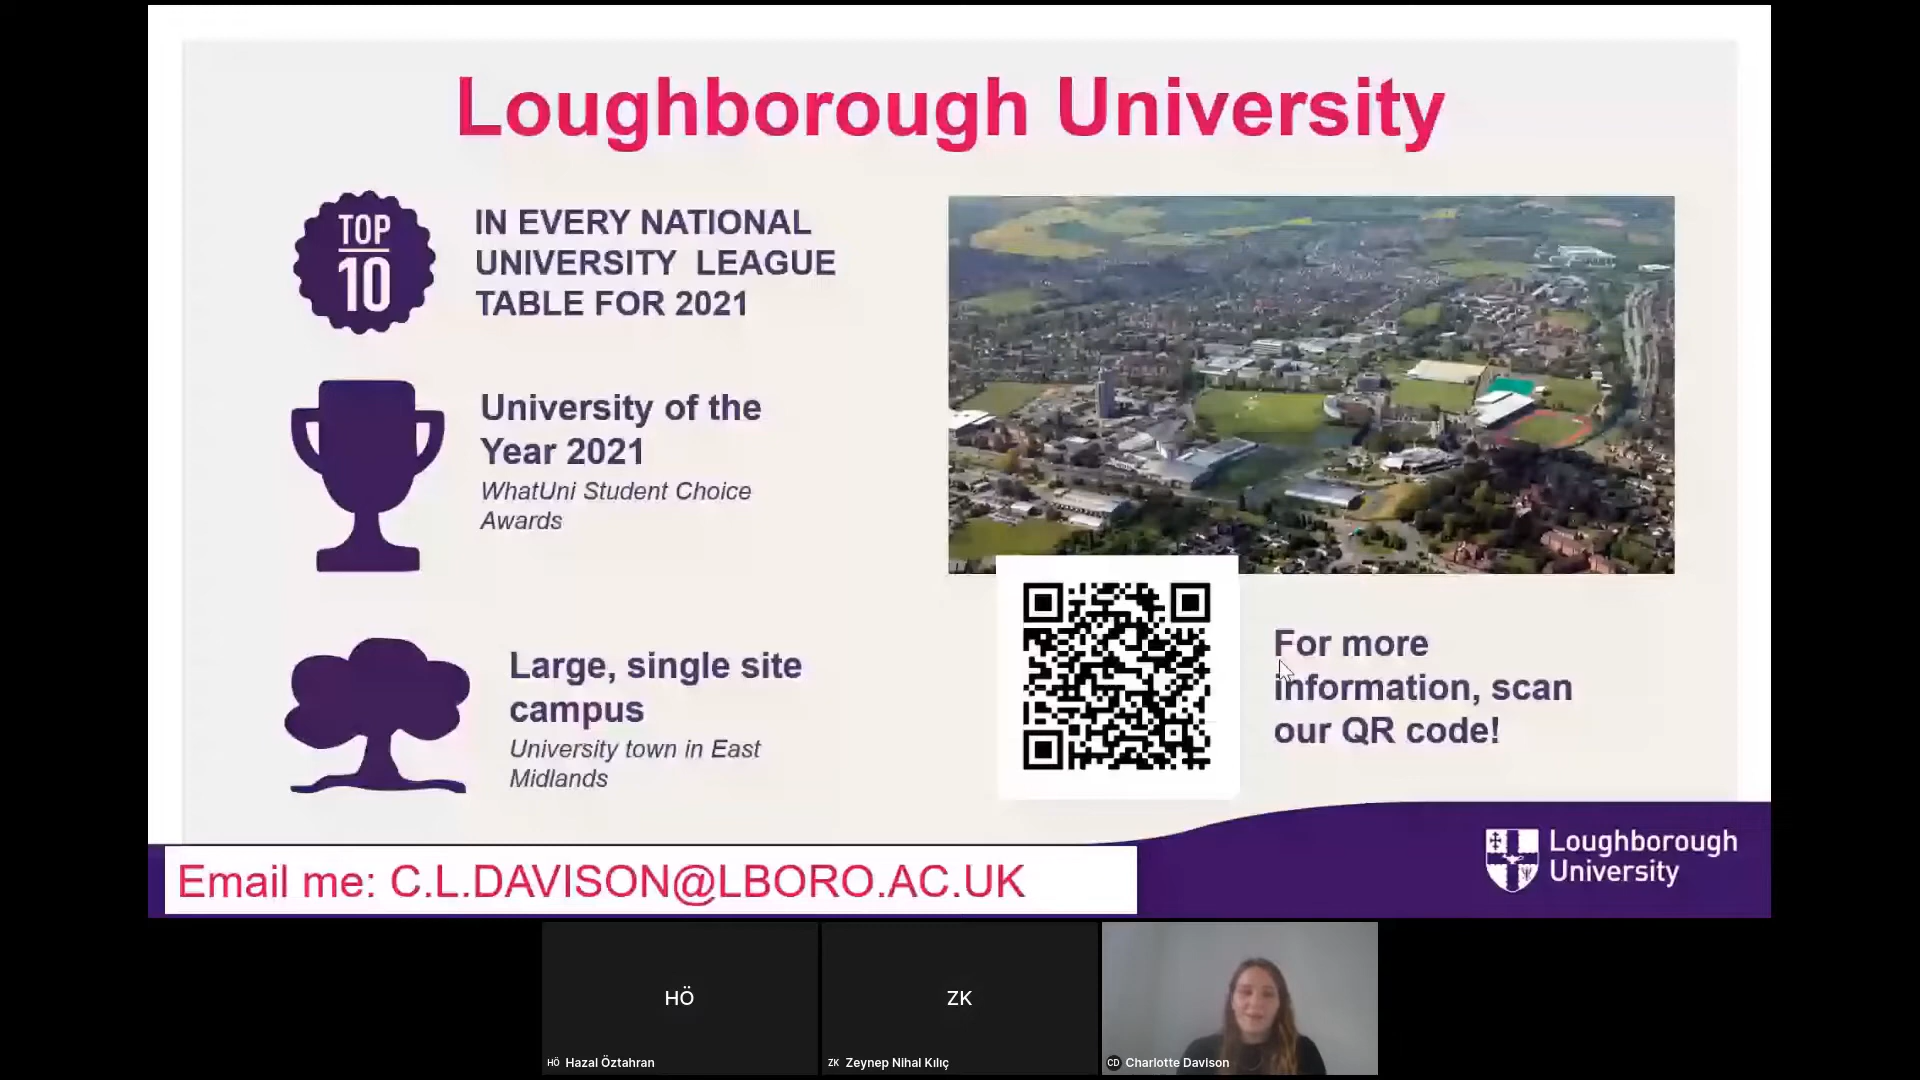 Loughborough University
TOP
10
IN EVERY NATIONAL
UNIVERSITY LEAGUE
TABLE FOR 2021
University of the
Year 2021
WhatUni Student Choice
Awards
Large, single site
campus
University town in East
Midlands
For more
information, scan
our QR code!
Email me: C.L.DAVISON@LBORO.AC.UK
Loughborough
University
HÖ
ZK
HÖ Hazal Öztahran
ZK Zeynep Nihal Kılıç
CD Charlotte Davison